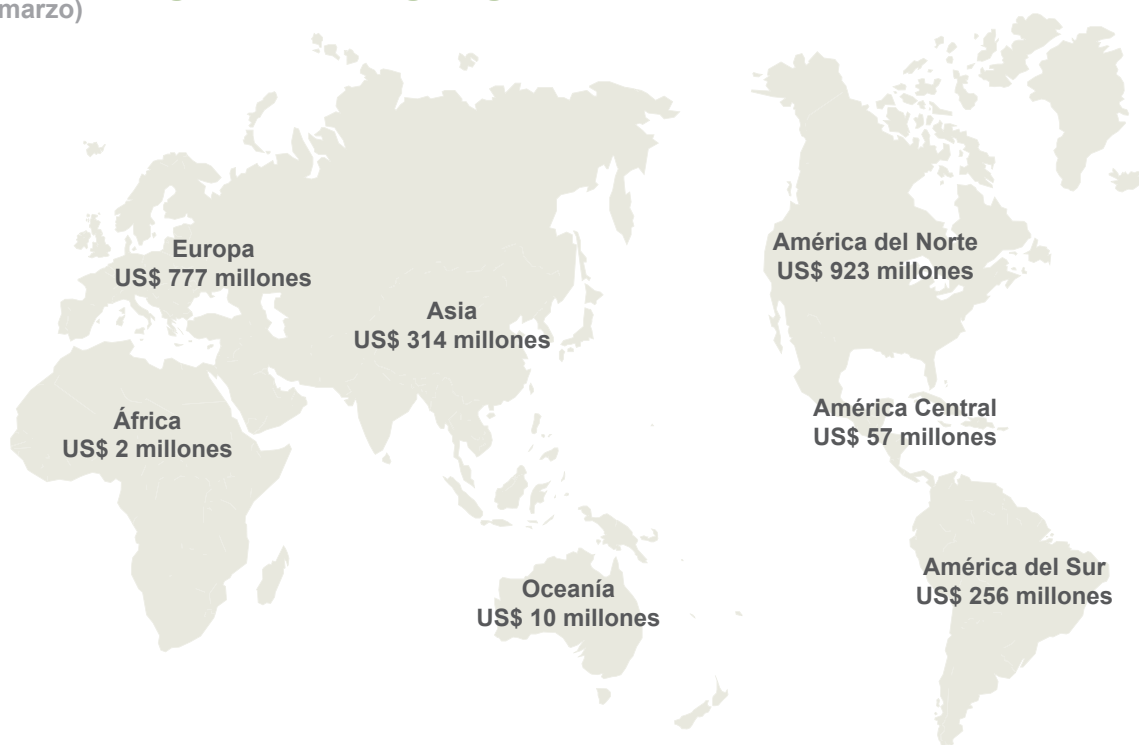 marzo)
Europa
US$ 777 millones
América del Norte
US$ 923 millones
Asia
US$ 314 millones
África
US$ 2 millones
América Central
US$ 57 millones
América del Sur
US$ 256 millones
Oceanía
US$ 10 millones